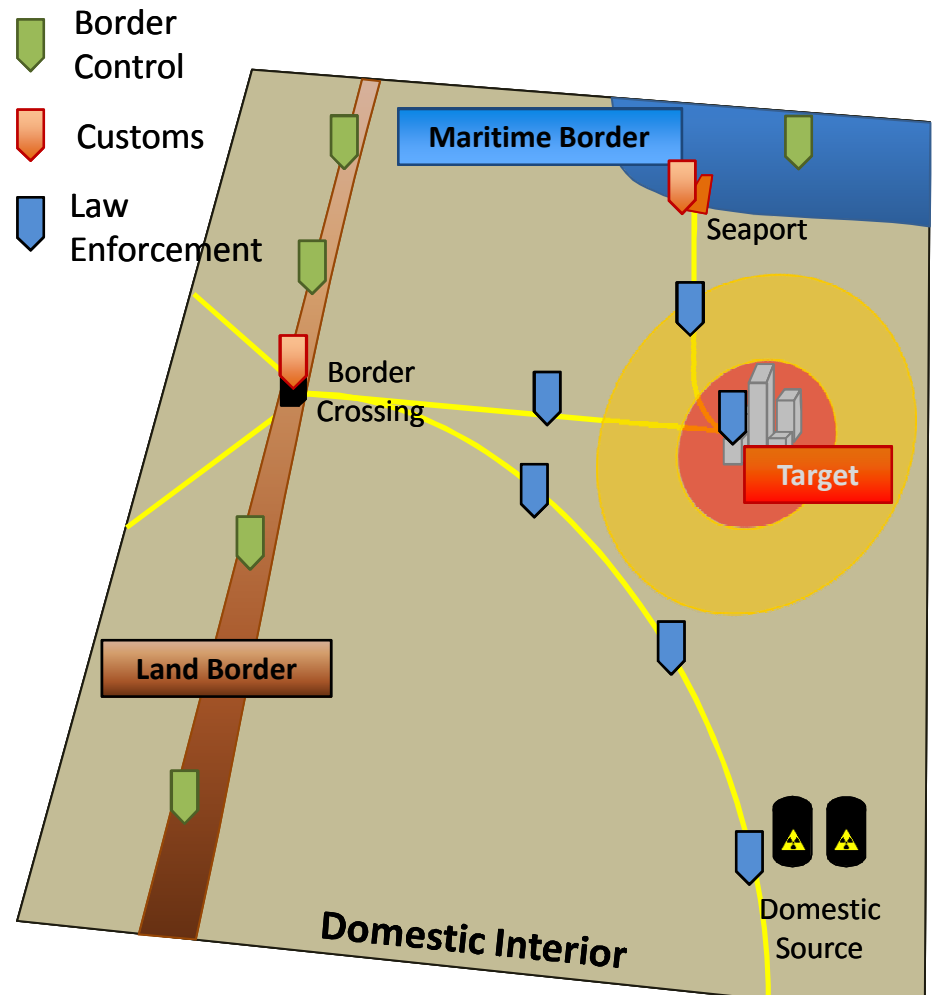 Border
Control
Customs
Law
Enforcement
Maritime Border
Seaport
Border
Crossing
Target
Land Border
Domestic
Source
Domestic Interior